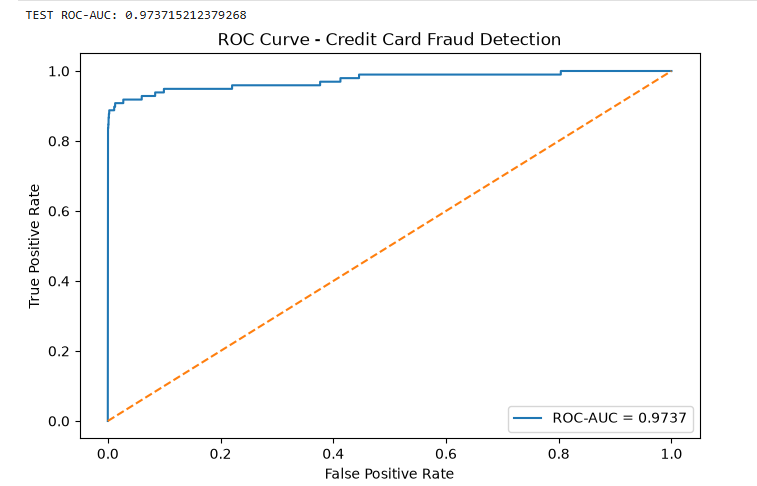 TEST ROC-AUC: 0.973715212379268
ROC Curve - Credit Card Fraud Detection
True Positive Rate
1.0
0.8
0.6
0.4
0.2
0.0
ROC-AUC = 0.9737
0.0 0.2 0.4 0.6 0.8 1.0
False Positive Rate